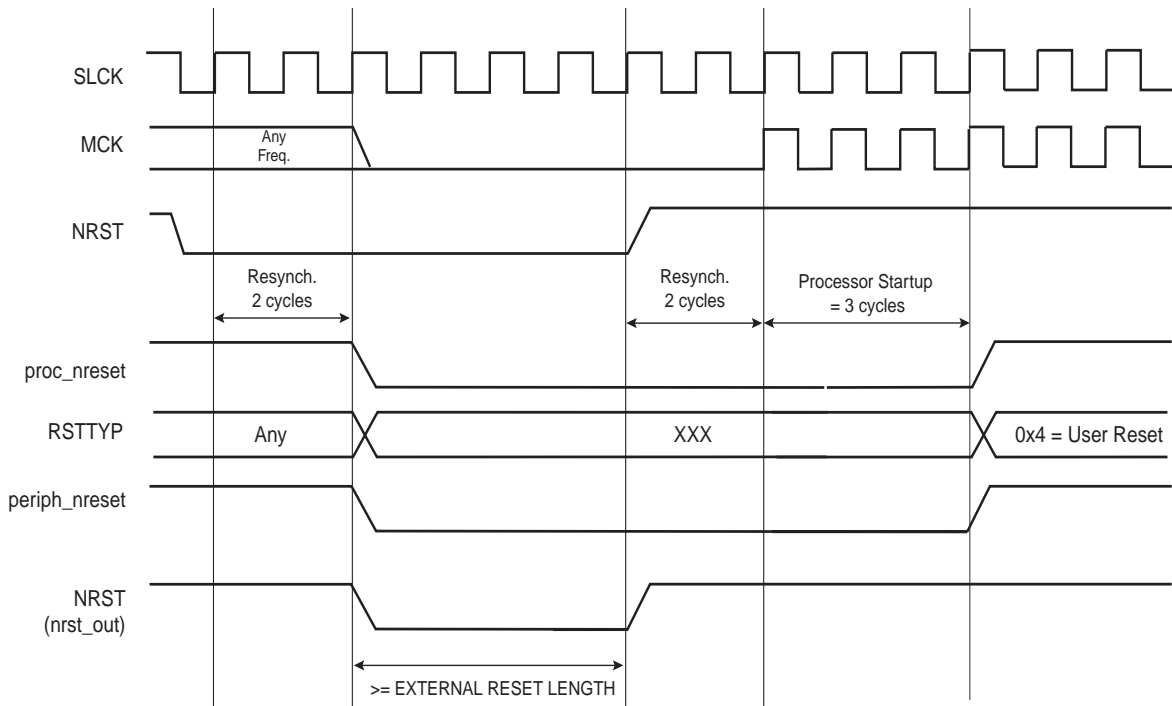 SLCK
MCK
Any
Freq.
NRST
Resynch.
2 cycles
Resynch.
2 cycles
Processor Startup
= 3 cycles
proc_nreset
RSTTYP
Any
XXX
0x4 = User Reset
periph_nreset
NRST
(nrst_out)
>= EXTERNAL RESET LENGTH